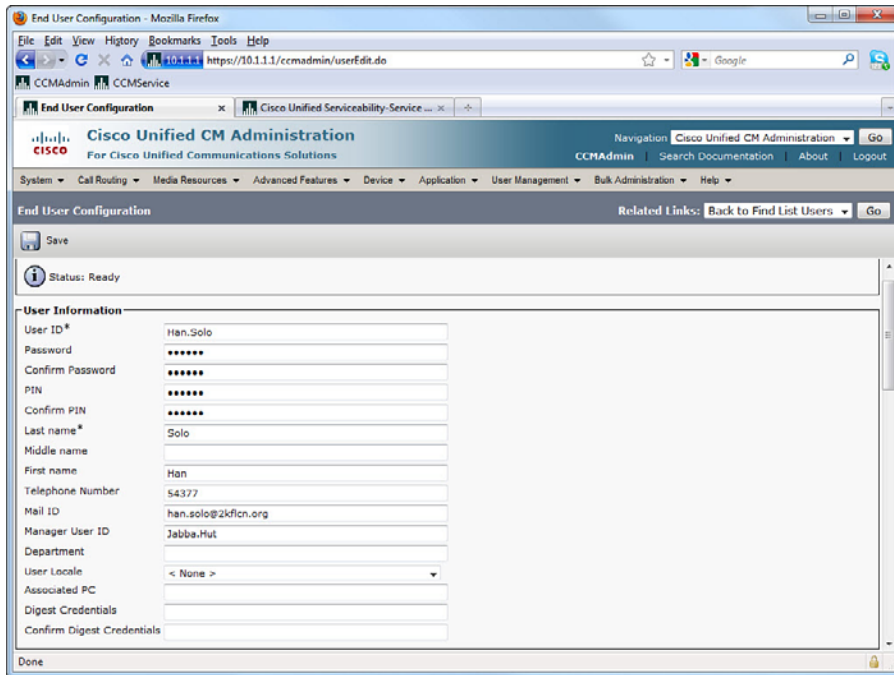 End User Configuration - Mozilla Firefox
File Edit View History Bookmarks Tools Help
10.1.1.1 https://10.1.1.1/ccmadmin/userEdit.do Google
CCMAdmin CCMService
End User Configuration x Cisco Unified Serviceability-Service ... x
cisco Cisco Unified CM Administration
For Cisco Unified Communications Solutions
Navigation Cisco Unified CM Administration Go
CCMAdmin | Search Documentation | About | Logout
System Call Routing Media Resources Advanced Features Device Application User Management Bulk Administration Help
End User Configuration Related Links: Back to Find List Users Go
Save
i Status: Ready
User Information
User ID* Han.Solo
Password ••••••
Confirm Password ••••••
PIN ••••••
Confirm PIN ••••••
Last name* Solo
Middle name
First name Han
Telephone Number 54377
Mail ID han.solo@2kflcn.org
Manager User ID Jabba.Hut
Department
User Locale < None >
Associated PC
Digest Credentials
Confirm Digest Credentials
Done